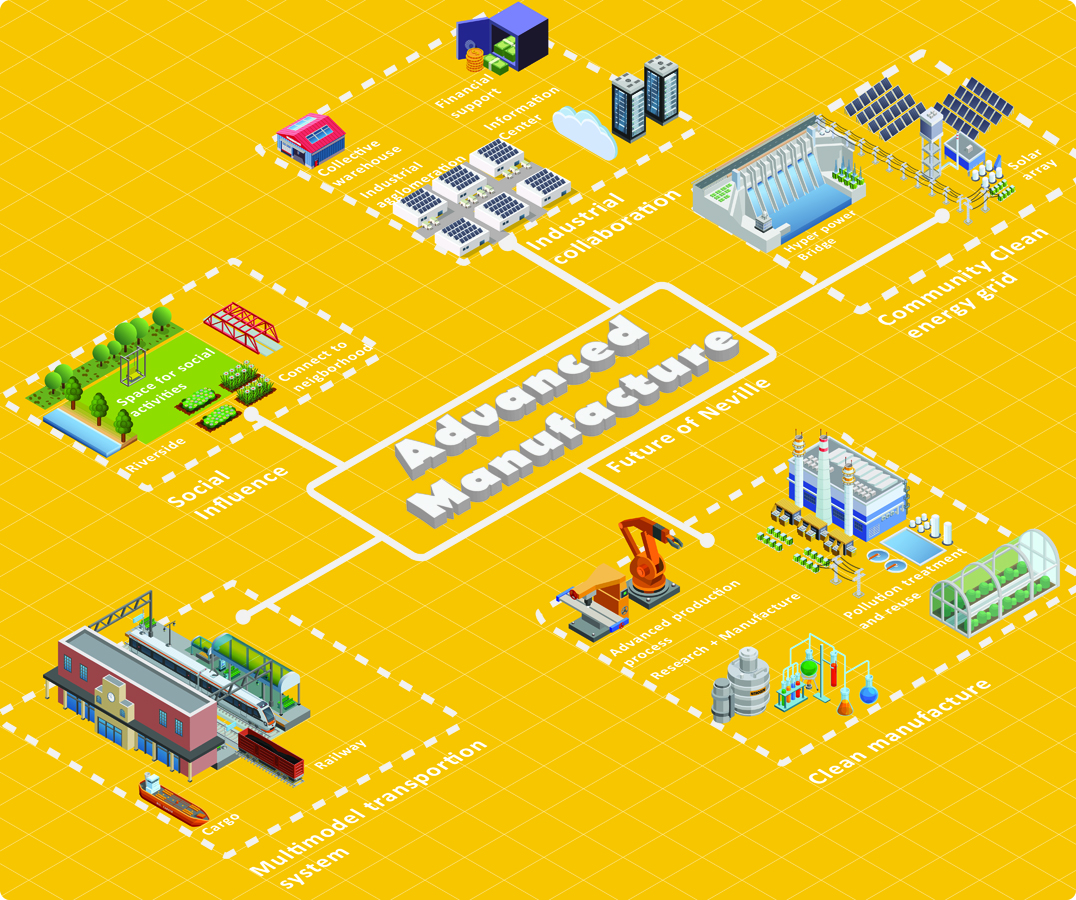 Financial
support
Information
Center
Collective
warehouse
Industrial
agglomeration
Industrial
collaboration
Solar
array
Hyper power
Bridge
Community Clean
energy grid
Space for social
activities
Connect to
neigborhood
Riverside
Social
Influence
Advanced
Manufacture
Future of Neville
Advanced production
process
Research + Manufacture
Pollution treatment
and reuse
Clean manufacture
Railway
Cargo
Multimodel transportion
system